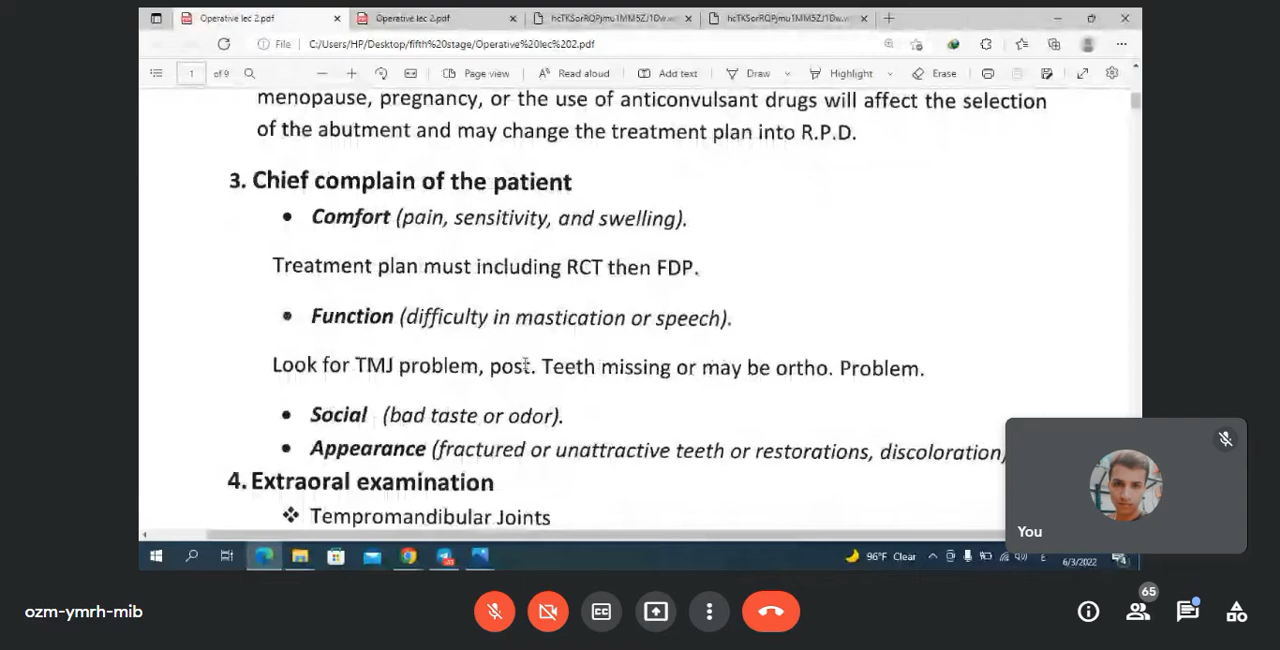 Operative lec 2.pdf
Operative lec 2.pdf
File
C:/Users/HP/Desktop/fifth%20stage/Operative%20lec%202.pdf
1 of 9
Page view
Read aloud
Add text
Draw
Highlight
Erase
menopause, pregnancy, or the use of anticonvulsant drugs will affect the selection
of the abutment and may change the treatment plan into R.P.D.
3. Chief complain of the patient
• Comfort (pain, sensitivity, and swelling).
Treatment plan must including RCT then FDP.
• Function (difficulty in mastication or speech).
Look for TMJ problem, post. Teeth missing or may be ortho. Problem.
• Social (bad taste or odor).
• Appearance (fractured or unattractive teeth or restorations, discoloration)
4. Extraoral examination
❖ Tempromandibular Joints
You
96°F Clear
6/3/2022
ozm-ymrh-mib
65